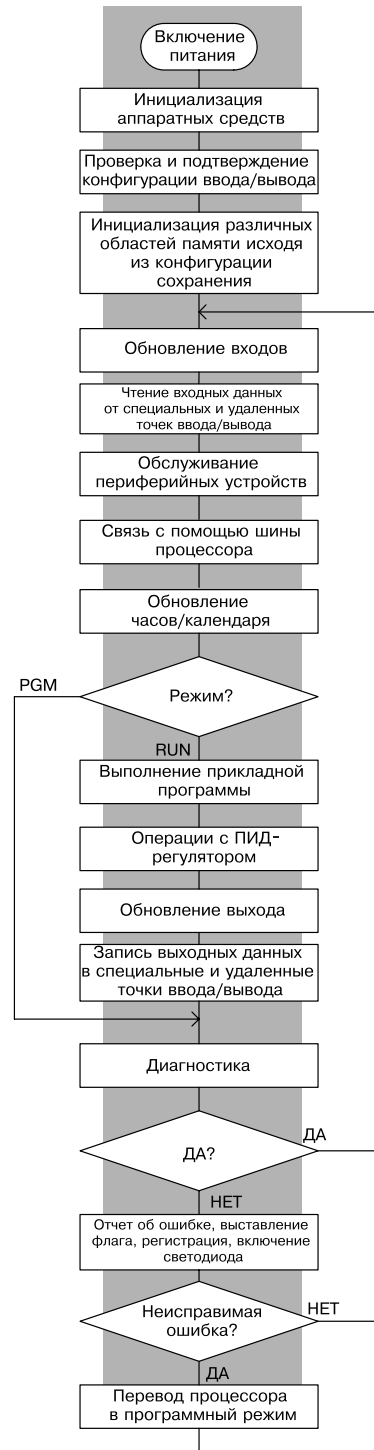 Включение
питания
Инициализация
аппаратных средств
Проверка и подтверждение
конфигурации ввода/вывода
Инициализация различных
областей памяти исходя
из конфигурации
сохранения
Обновление входов
Чтение входных данных
от специальных и удаленных
точек ввода/вывода
Обслуживание
периферийных устройств
Связь с помощью шины
процессора
Обновление
часов/календаря
PGM
Режим?
RUN
Выполнение прикладной
программы
Операции с ПИД-
регулятором
Обновление выхода
Запись выходных данных
в специальные и удаленные
точки ввода/вывода
Диагностика
ДА
ДА?
НЕТ
Отчет об ошибке, выставление
флага, регистрация, включение
светодиода
Неисправимая
ошибка?
НЕТ
ДА
Перевод процессора
в программный режим